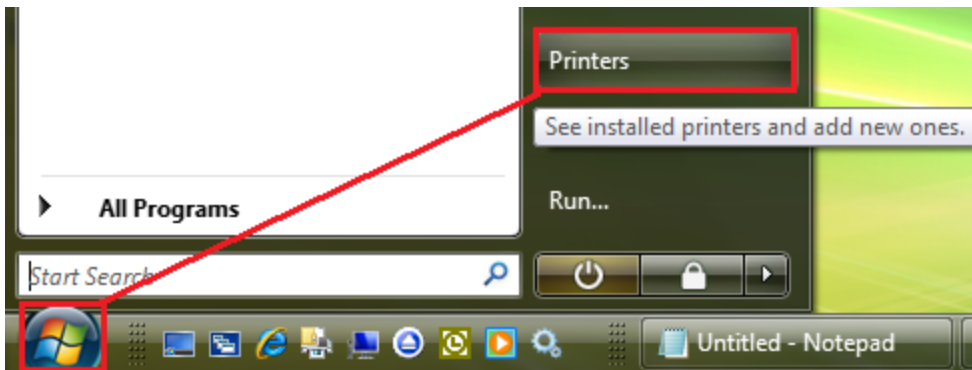 Printers
See installed printers and add new ones.
All Programs
Run...
Start Search
Untitled - Notepad